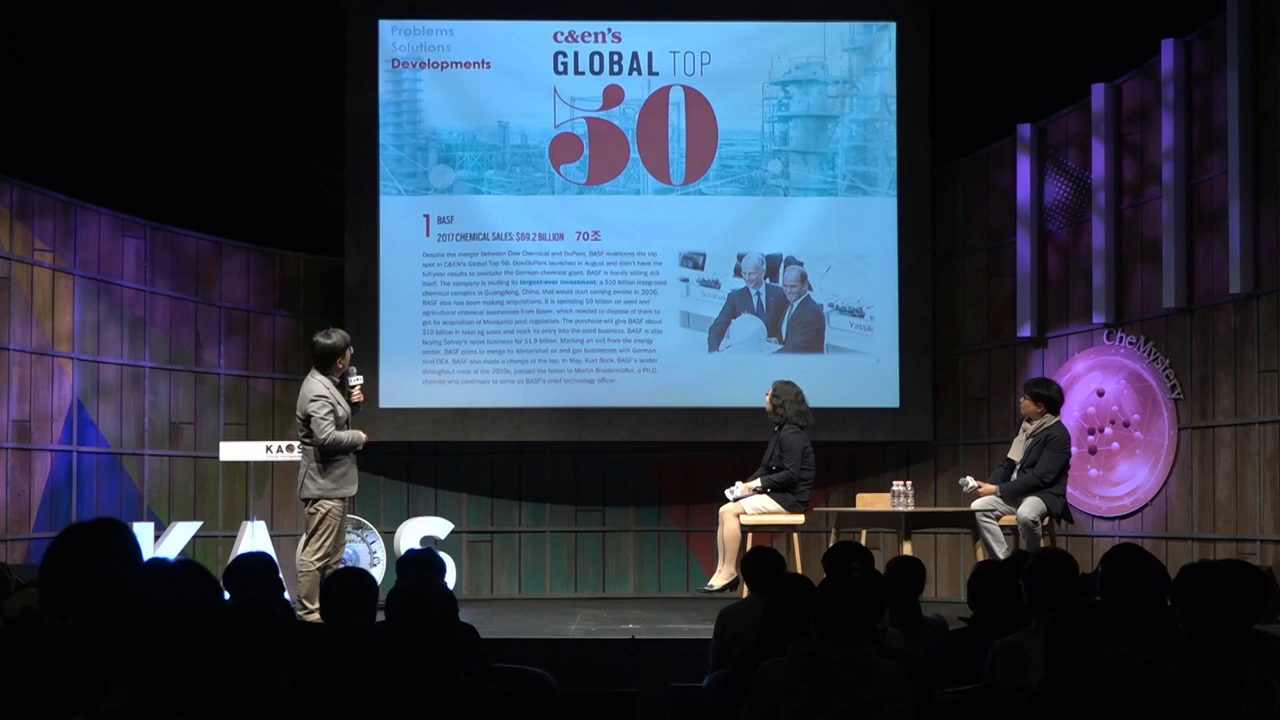 Problems
Solutions
Developments
c&en's
GLOBAL TOP
50
1 BASF
2017 CHEMICAL SALES: $69.2 BILLION 70조
Despite the merger between Dow Chemical and DuPont, BASF maintains the top
spot in C&EN's Global Top 50. DowDuPont launched in August and didn't have the
full-year results to overtake the German chemical giant. BASF is hardly sitting still
itself. The company is mulling its largest-ever investment: a $10 billion integrated
chemical complex in Guangdong, China, that would start coming on-line in 2026.
BASF also has been making acquisitions. It is spending $9 billion on seed and
agricultural chemical businesses from Bayer, which needed to dispose of them to
get its acquisition of Monsanto past regulators. The purchase will give BASF about
$10 billion in total ag sales and mark its entry into the seed business. BASF is also
buying Solvay's nylon business for $1.9 billion. Marking an exit from the energy
sector, BASF plans to merge its Wintershall oil and gas businesses with German
rival DEA. BASF also made a change at the top. In May, Kurt Bock, BASF's leader
throughout most of the 2010s, passed the baton to Martin Brudermüller, a Ph.D.
chemist who continues to serve as BASF's chief technology officer.
Vassili
CheMystery
KAOS
KAOS